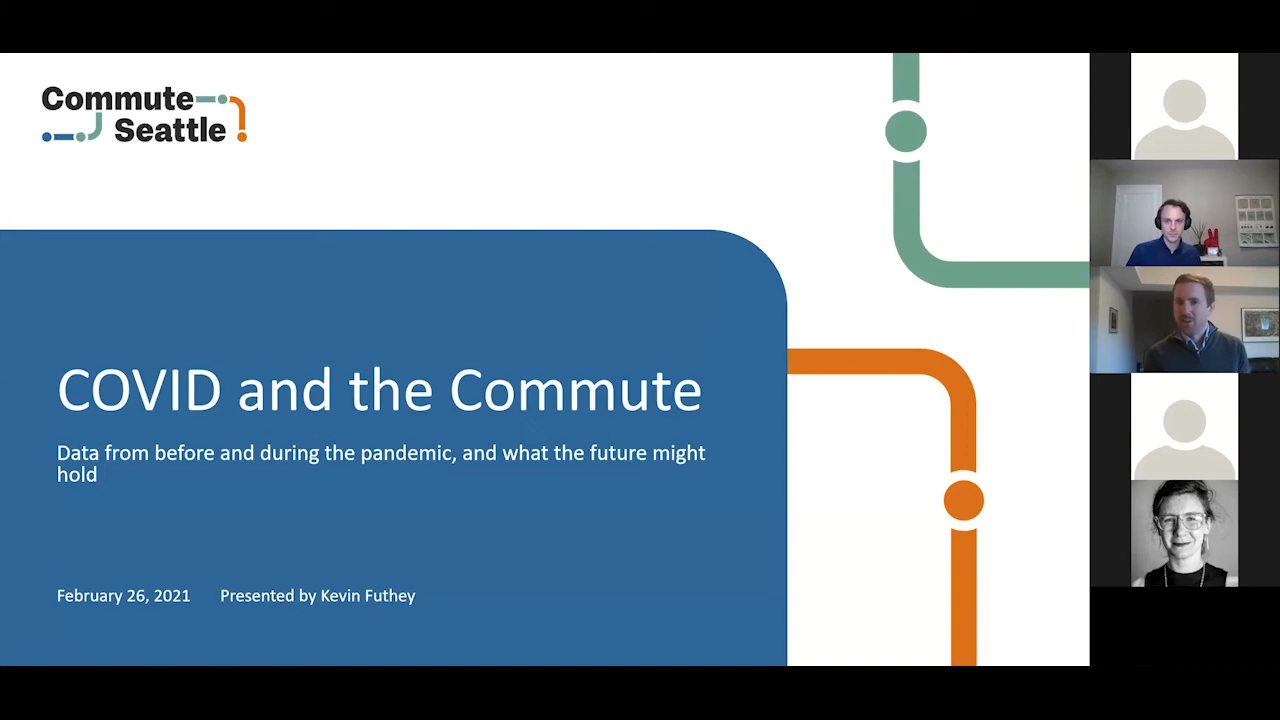 Commute
Seattle
COVID and the Commute
Data from before and during the pandemic, and what the future might
hold
February 26, 2021 Presented by Kevin Futhey